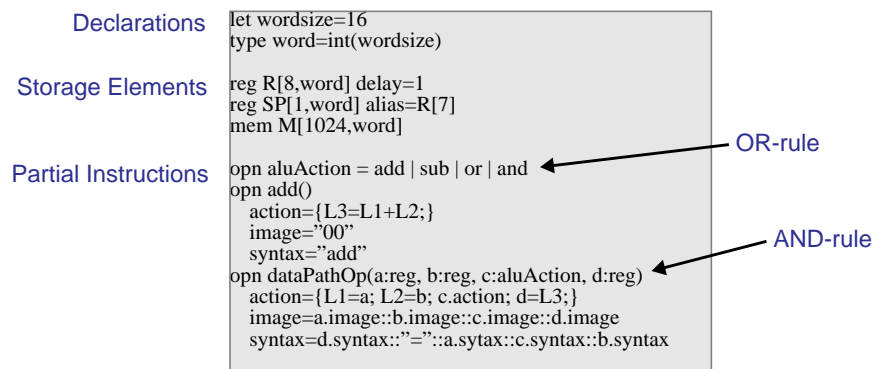 Declarations
let wordsize=16
type word=int(wordsize)
Storage Elements
reg R[8,word] delay=1
reg SP[1,word] alias=R[7]
mem M[1024,word]
OR-rule
Partial Instructions
opn aluAction = add | sub | or | and
opn add()
action={L3=L1+L2;}
image=”00”
syntax=”add”
AND-rule
opn dataPathOp(a:reg, b:reg, c:aluAction, d:reg)
action={L1=a; L2=b; c.action; d=L3;}
image=a.image::b.image::c.image::d.image
syntax=d.syntax::”=”::a.sytax::c.syntax::b.syntax